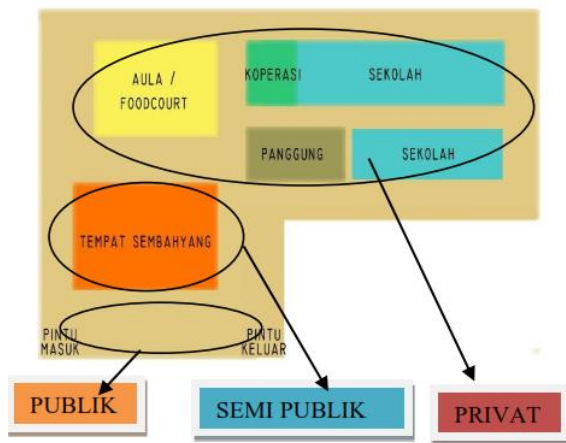 AULA /
FOODCOURT
KOPERASI
SEKOLAH
PANGGUNG
SEKOLAH
TEMPAT SEMBAHYANG
PINTU
MASUK
PINTU
KELUAR
PUBLIK
SEMI PUBLIK
PRIVAT